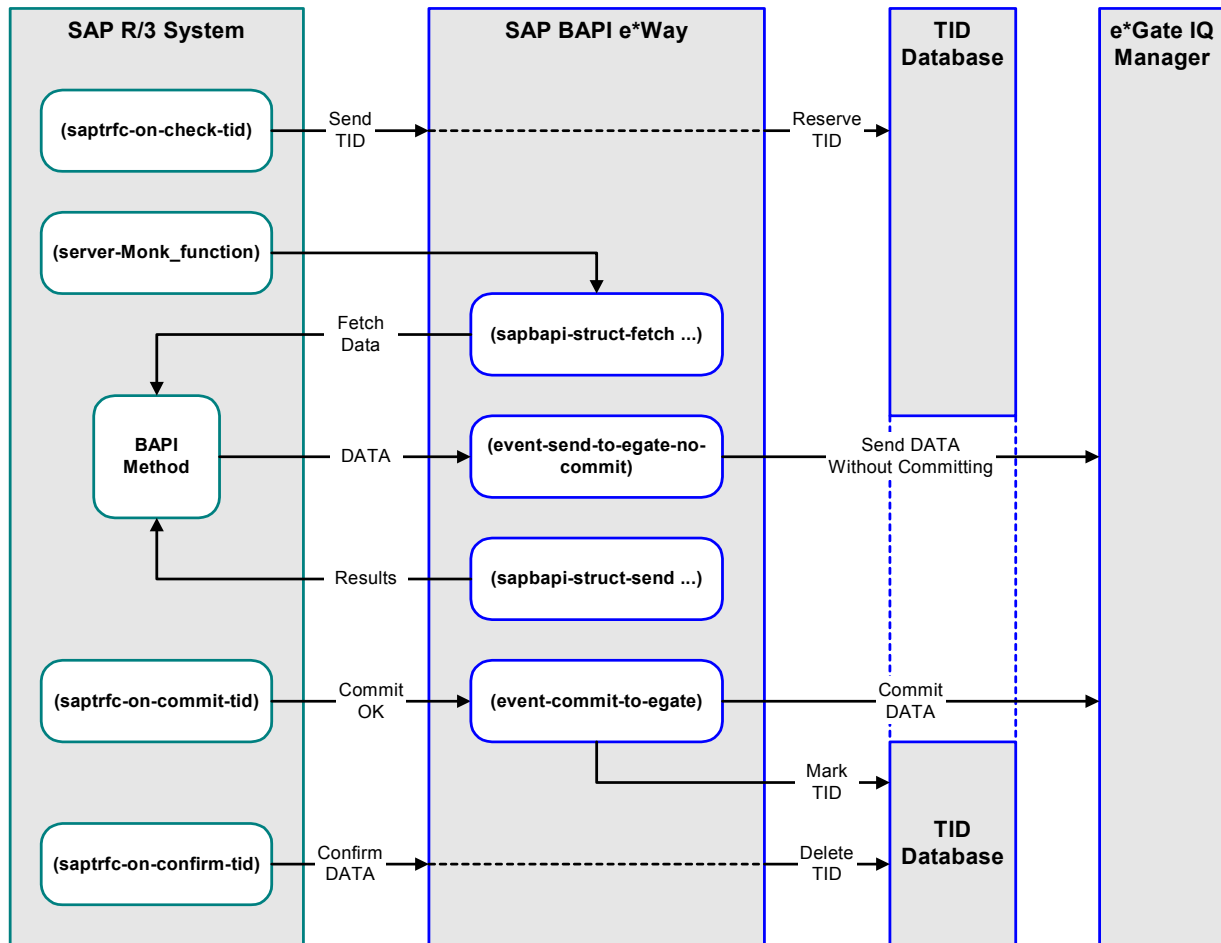 SAP R/3 System
SAP BAPI e*Way
TID
Database
e*Gate IQ
Manager
(saptrfc-on-check-tid)
Send
TID
Reserve
TID
(server-Monk_function)
Fetch
Data
(sapbapi-struct-fetch ...)
BAPI
Method
DATA
(event-send-to-egate-no-
commit)
Send DATA
Without Committing
Results
(sapbapi-struct-send ...)
(saptrfc-on-commit-tid)
Commit
OK
(event-commit-to-egate)
Commit
DATA
Mark
TID
(saptrfc-on-confirm-tid)
Confirm
DATA
Delete
TID
TID
Database